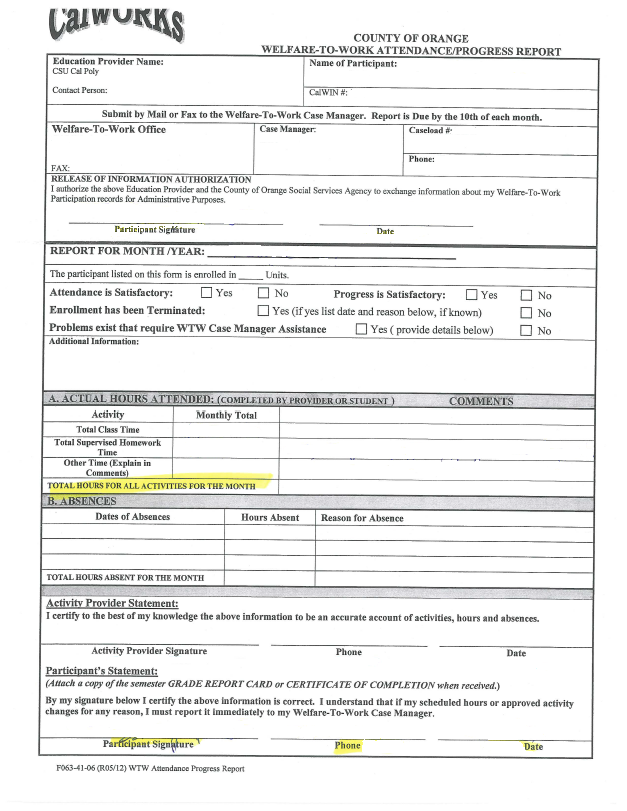 CalWORKS
COUNTY OF ORANGE
WELFARE-TO-WORK ATTENDANCE/PROGRESS REPORT
Education Provider Name:
CSU Cal Poly
Contact Person:
Name of Participant:
CalWIN #:
Submit by Mail or Fax to the Welfare-To-Work Case Manager. Report is Due by the 10th of each month.
Welfare-To-Work Office
FAX:
Case Manager:
Caseload #:
Phone:
RELEASE OF INFORMATION AUTHORIZATION
I authorize the above Education Provider and the County of Orange Social Services Agency to exchange information about my Welfare-To-Work
Participation records for Administrative Purposes.
Participant Signature Date
REPORT FOR MONTH /YEAR:
The participant listed on this form is enrolled in _____ Units.
Attendance is Satisfactory: ☐ Yes ☐ No Progress is Satisfactory: ☐ Yes ☐ No
Enrollment has been Terminated: ☐ Yes (if yes list date and reason below, if known) ☐ No
Problems exist that require WTW Case Manager Assistance ☐ Yes ( provide details below) ☐ No
Additional Information:
A. ACTUAL HOURS ATTENDED: (COMPLETED BY PROVIDER OR STUDENT ) COMMENTS
Activity Monthly Total
Total Class Time
Total Supervised Homework
Time
Other Time (Explain in
Comments)
TOTAL HOURS FOR ALL ACTIVITIES FOR THE MONTH
B. ABSENCES
Dates of Absences Hours Absent Reason for Absence
TOTAL HOURS ABSENT FOR THE MONTH
Activity Provider Statement:
I certify to the best of my knowledge the above information to be an accurate account of activities, hours and absences.
Activity Provider Signature Phone Date
Participant's Statement:
(Attach a copy of the semester GRADE REPORT CARD or CERTIFICATE OF COMPLETION when received.)
By my signature below I certify the above information is correct. I understand that if my scheduled hours or approved activity
changes for any reason, I must report it immediately to my Welfare-To-Work Case Manager.
Participant Signature Phone Date
F063-41-06 (R05/12) WTW Attendance Progress Report